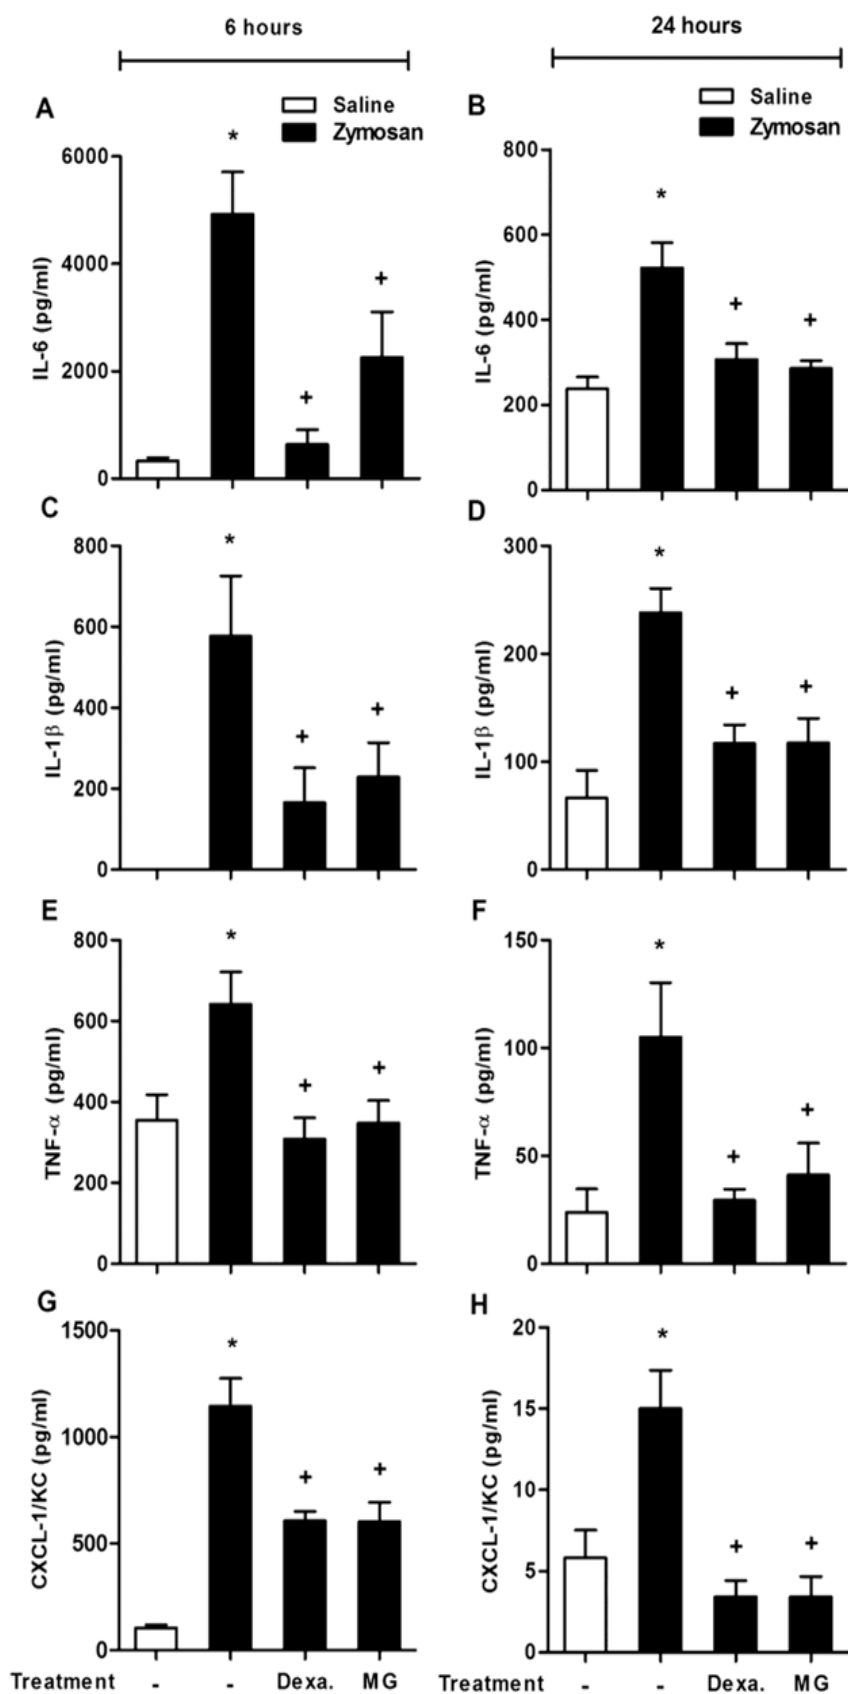 6 hours
24 hours
A
Saline
Zymosan
*
6000
4000
2000
0
IL-6 (pg/ml)
+
+
B
Saline
Zymosan
*
800
600
400
200
0
IL-6 (pg/ml)
+
+
C
*
800
600
400
200
0
IL-1β (pg/ml)
+
+
D
*
300
200
100
0
IL-1β (pg/ml)
+
+
E
*
800
600
400
200
0
TNF-α (pg/ml)
+
+
F
*
150
100
50
0
TNF-α (pg/ml)
+
+
G
*
1500
1000
500
0
CXCL-1/KC (pg/ml)
+
+
H
*
20
15
10
5
0
CXCL-1/KC (pg/ml)
+
+
Treatment - - Dexa. MG
Treatment - - Dexa. MG